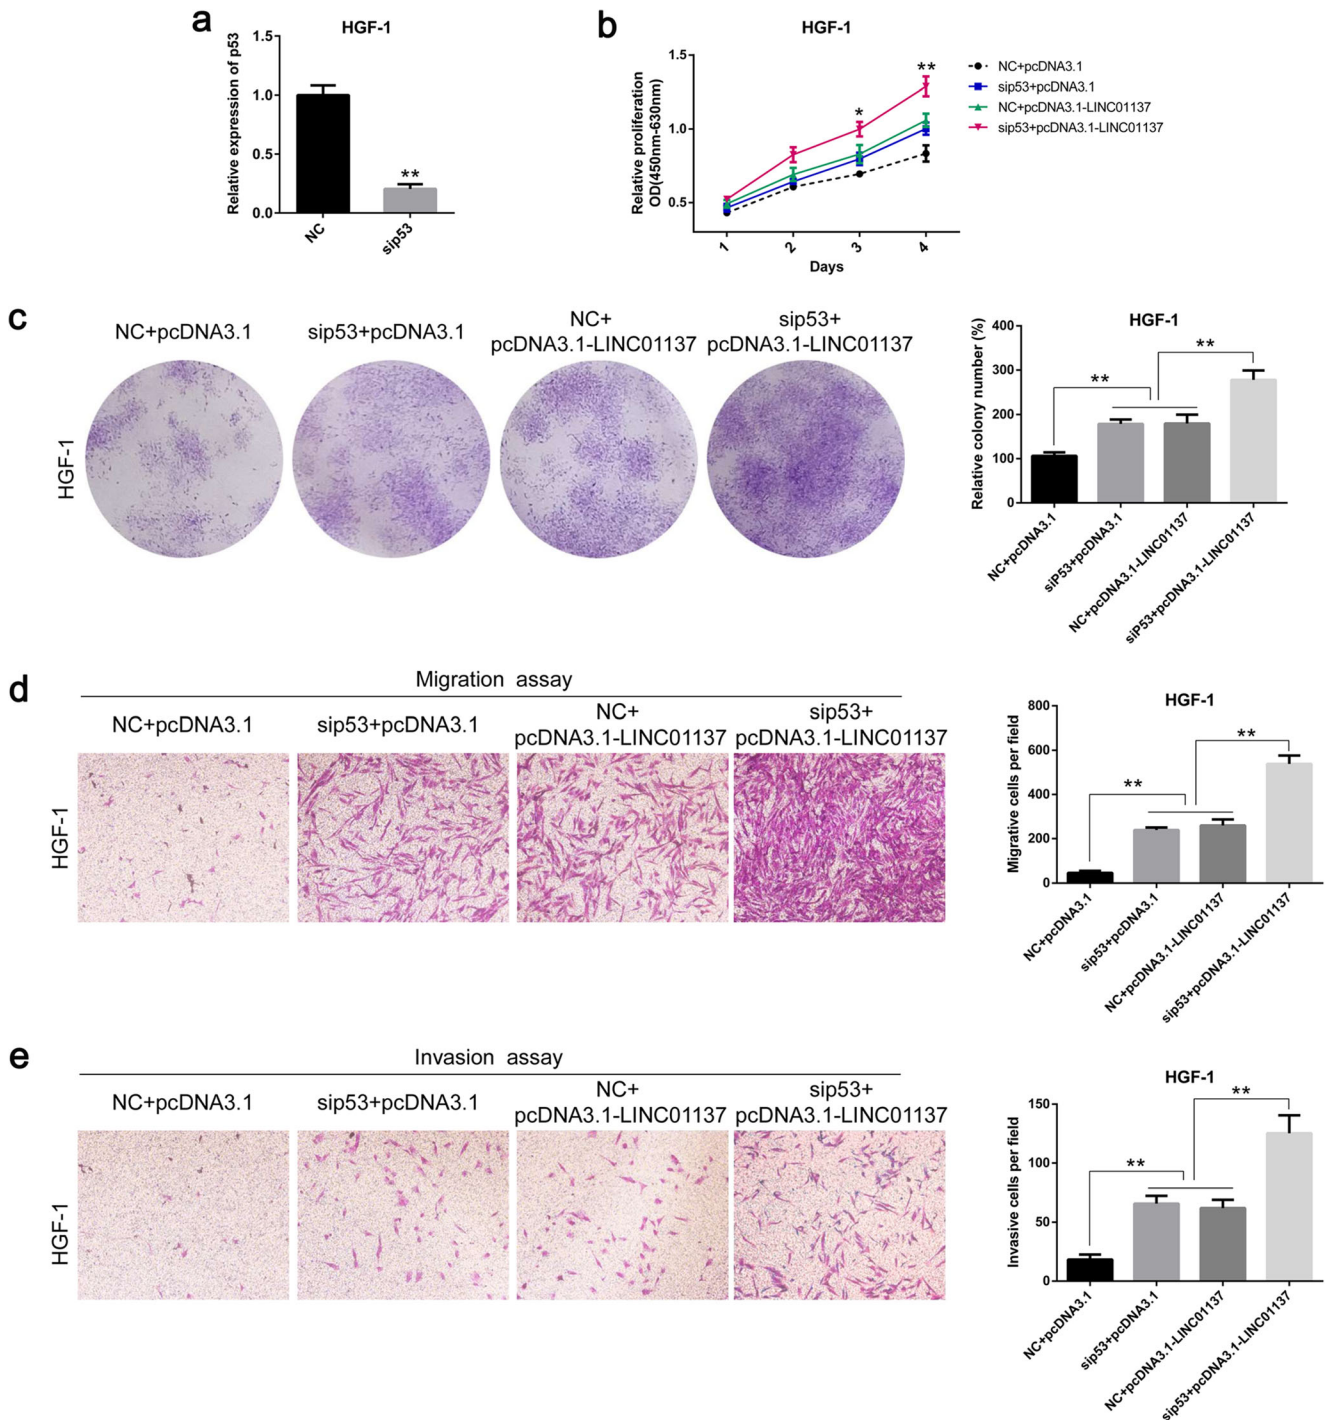 a
HGF-1
Relative expression of p53
1.5
1.0
0.5
0.0
**
NC
sip53
b
HGF-1
Relative proliferation
OD(450nm-630nm)
1.5
1.0
0.5
*
**
1
2
3
4
Days
NC+pcDNA3.1
sip53+pcDNA3.1
NC+pcDNA3.1-LINC01137
sip53+pcDNA3.1-LINC01137
c
NC+pcDNA3.1
sip53+pcDNA3.1
NC+
pcDNA3.1-LINC01137
sip53+
pcDNA3.1-LINC01137
HGF-1
HGF-1
Relative colony number (%)
400
300
200
100
0
**
**
NC+pcDNA3.1
siP53+pcDNA3.1
NC+pcDNA3.1-LINC01137
siP53+pcDNA3.1-LINC01137
d
Migration assay
NC+pcDNA3.1
sip53+pcDNA3.1
NC+
pcDNA3.1-LINC01137
sip53+
pcDNA3.1-LINC01137
HGF-1
HGF-1
Migrative cells per field
800
600
400
200
0
**
**
NC+pcDNA3.1
sip53+pcDNA3.1
NC+pcDNA3.1-LINC01137
sip53+pcDNA3.1-LINC01137
e
Invasion assay
NC+pcDNA3.1
sip53+pcDNA3.1
NC+
pcDNA3.1-LINC01137
sip53+
pcDNA3.1-LINC01137
HGF-1
HGF-1
Invasive cells per field
150
100
50
0
**
**
NC+pcDNA3.1
sip53+pcDNA3.1
NC+pcDNA3.1-LINC01137
sip53+pcDNA3.1-LINC01137